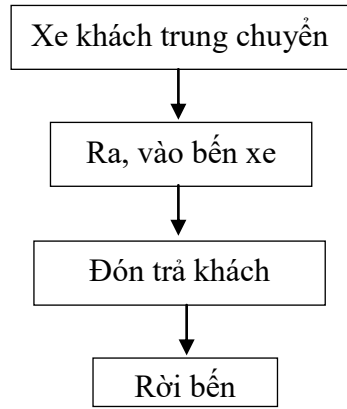 Xe khách trung chuyển
Ra, vào bến xe
Đón trả khách
Rời bến